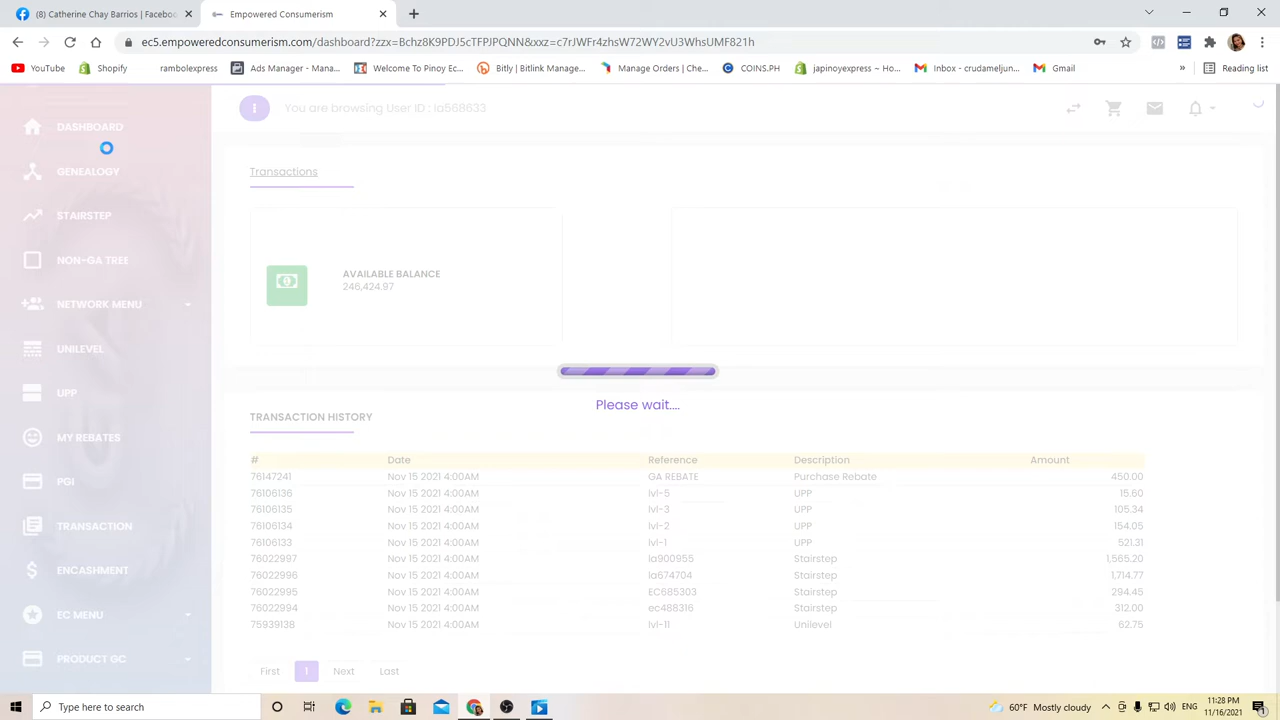 (8) Catherine Chay Barrios | Facebo
Empowered Consumerism
ec5.empoweredconsumerism.com/dashboard?zzx=Bchz8K9PDJ5cTFPJPQNN&xxz=c7rJWFr4zhsW72WY2vU3WhsUMF821h
YouTube Shopify rambolexpress Ads Manager - Mana... Welcome To Pinoy Ec... Bitly | Bitlink Manage... Manage Orders | Che... COINS.PH japinoyexpress ~ Ho... Inbox - crudameljun... Gmail » Reading list
You are browsing User ID : Ia568633
DASHBOARD
GENEALOGY
STAIRSTEP
NON-GA TREE
NETWORK MENU
UNILEVEL
UPP
MY REBATES
PGI
TRANSACTION
ENCASHMENT
EC MENU
PRODUCT GC
Transactions
AVAILABLE BALANCE
246,424.97
Please wait....
TRANSACTION HISTORY
# Date Reference Description Amount
76147241 Nov 15 2021 4:00AM GA REBATE Purchase Rebate 450.00
76106136 Nov 15 2021 4:00AM lvl-5 UPP 15.60
76106135 Nov 15 2021 4:00AM lvl-3 UPP 105.34
76106134 Nov 15 2021 4:00AM lvl-2 UPP 154.05
76106133 Nov 15 2021 4:00AM lvl-1 UPP 521.31
76022997 Nov 15 2021 4:00AM Ia900955 Stairstep 1,565.20
76022996 Nov 15 2021 4:00AM Ia674704 Stairstep 1,714.77
76022995 Nov 15 2021 4:00AM EC685303 Stairstep 294.45
76022994 Nov 15 2021 4:00AM ec488316 Stairstep 312.00
75939138 Nov 15 2021 4:00AM lvl-11 Unilevel 62.75
First 1 Next Last
Type here to search
60°F Mostly cloudy
11:28 PM
11/16/2021